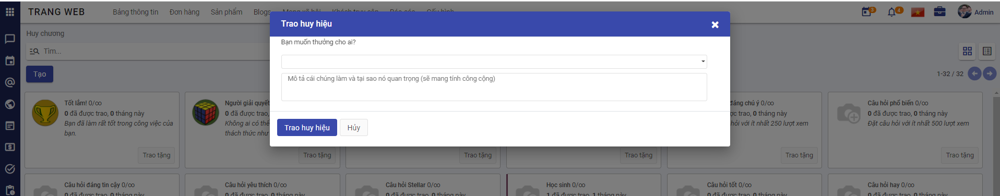 TRANG WEB
Bảng thông tin
Đơn hàng
Sản phẩm
Blogs
Mạng xã hội
Khách truy cập
Báo cáo
Cấu hình
3
4
Admin
Huy chương
Tìm...
Tạo
1-32 / 32
Trao huy hiệu
Bạn muốn thưởng cho ai?
Mô tả cái chúng làm và tại sao nó quan trọng (sẽ mang tính công cộng)
Trao huy hiệu
Hủy
Tốt lắm! 0/∞
0 đã được trao, 0 tháng này
Bạn đã làm rất tốt trong công việc của
bạn.
Trao tặng
Người giải quyết
0 đã được trao,
Không ai có thể
thách thức như
Trao tặng
Trao tặng
Trao tặng
đáng chú ý 0/∞
trao, 0 tháng này
hỏi với ít nhất 250 lượt xem
Trao tặng
Câu hỏi phổ biến 0/∞
0 đã được trao, 0 tháng này
Đặt câu hỏi với ít nhất 500 lượt xem
Trao tặng
Câu hỏi đáng tin cậy 0/∞
0 đã được trao, 0 tháng này
Câu hỏi yêu thích 0/∞
0 đã được trao, 0 tháng này
Câu hỏi Stellar 0/∞
0 đã được trao, 0 tháng này
Học sinh 0/∞
1 đã được trao, 1 tháng này
Câu hỏi tốt 0/∞
0 đã được trao, 0 tháng này
Câu hỏi hay 0/∞
0 đã được trao, 0 tháng này